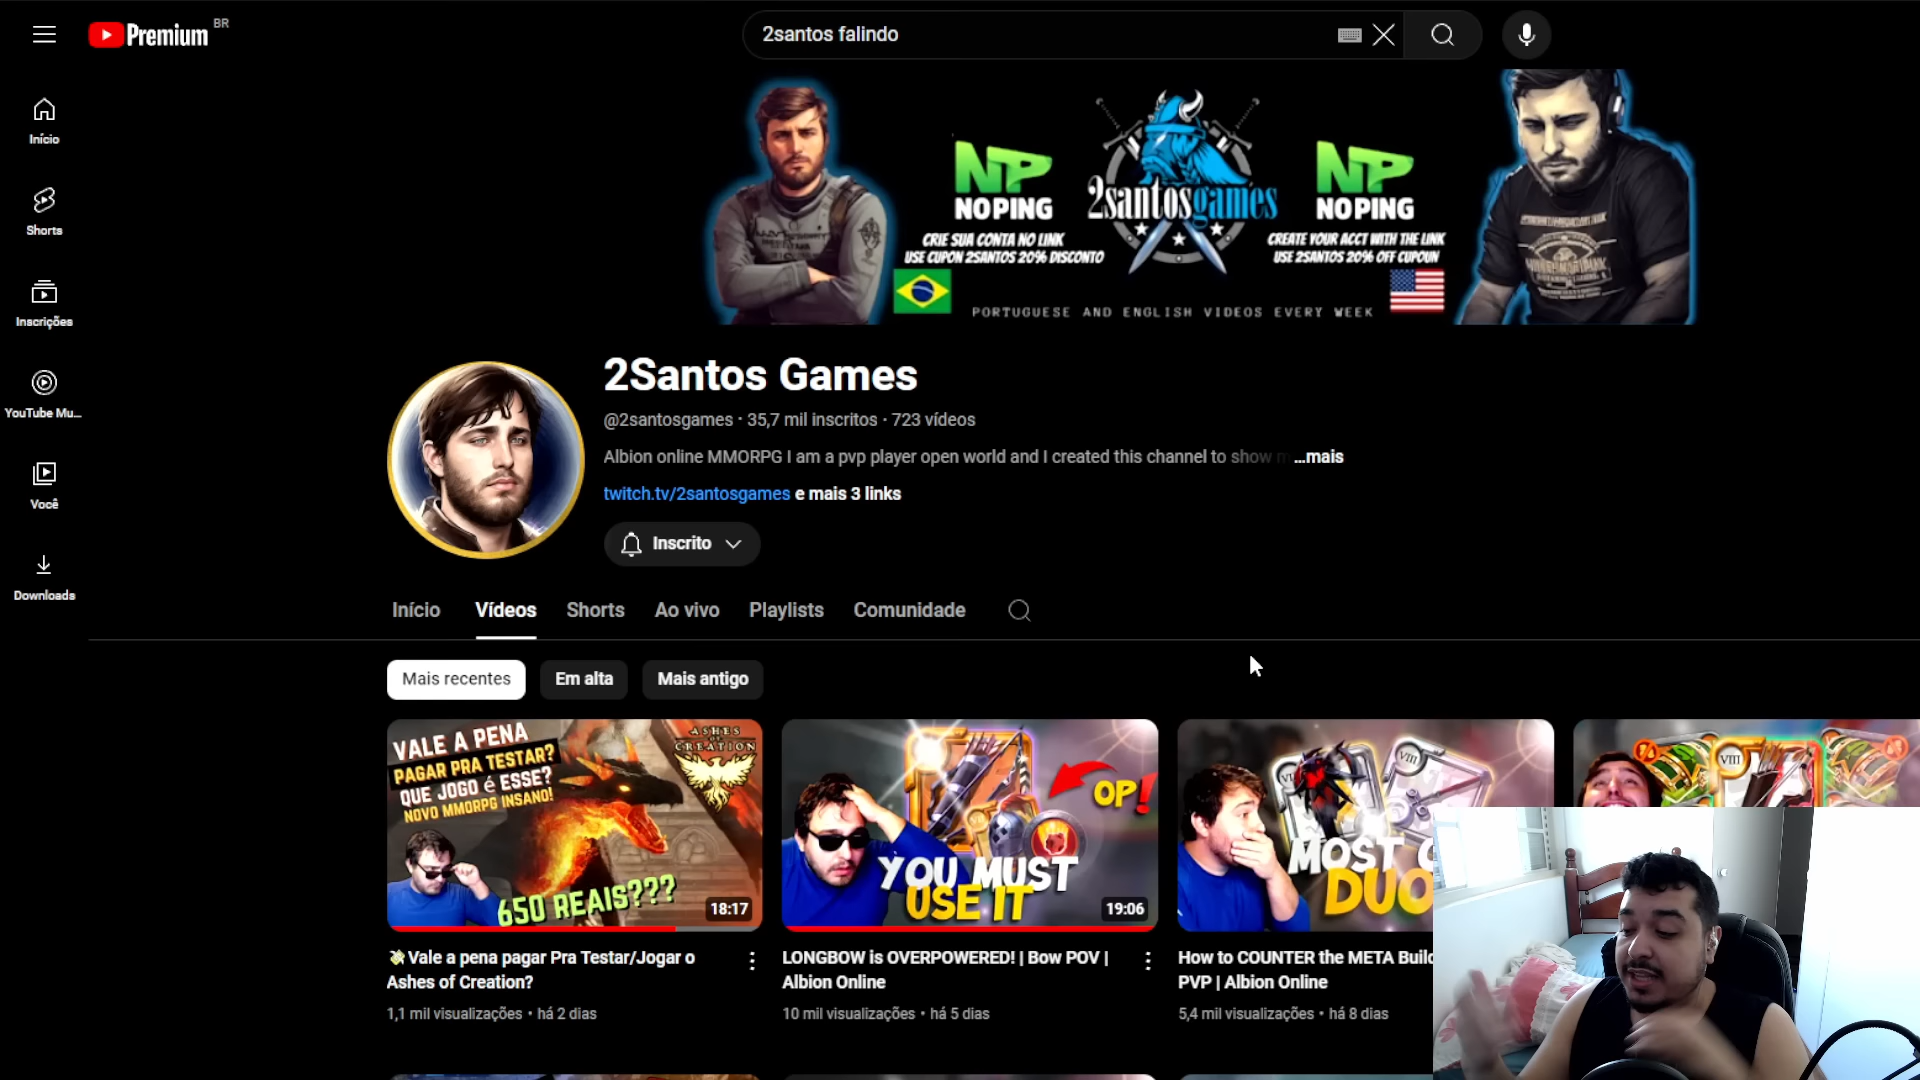 Premium BR
2santos falindo
Início
Shorts
Inscrições
YouTube Mu...
Você
Downloads
NP
NOPING
CRIE SUA CONTA NO LINK
USE CUPON 2SANTOS 20% DISCONTO
2santosgames
NP
NOPING
CREATE YOUR ACCT WITH THE LINK
USE 2SANTOS 20% OFF CUPOUN
PORTUGUESE AND ENGLISH VIDEOS EVERY WEEK
2Santos Games
@2santosgames • 35,7 mil inscritos • 723 vídeos
Albion online MMORPG I am a pvp player open world and I created this channel to show ...mais
twitch.tv/2santosgames e mais 3 links
Inscrito
Início
Vídeos
Shorts
Ao vivo
Playlists
Comunidade
Mais recentes
Em alta
Mais antigo
VALE A PENA
PAGAR PRA TESTAR?
QUE JOGO é ESSE?
NOVO MMORPG INSANO!
ASHES
OF
CREATION
650 REAIS???
18:17
OP!
YOU MUST
USE IT
19:06
VIII
MOST
DUO
VIII
💸Vale a pena pagar Pra Testar/Jogar o
Ashes of Creation?
1,1 mil visualizações • há 2 dias
LONGBOW is OVERPOWERED! | Bow POV |
Albion Online
10 mil visualizações • há 5 dias
How to COUNTER the META Build
PVP | Albion Online
5,4 mil visualizações • há 8 dias